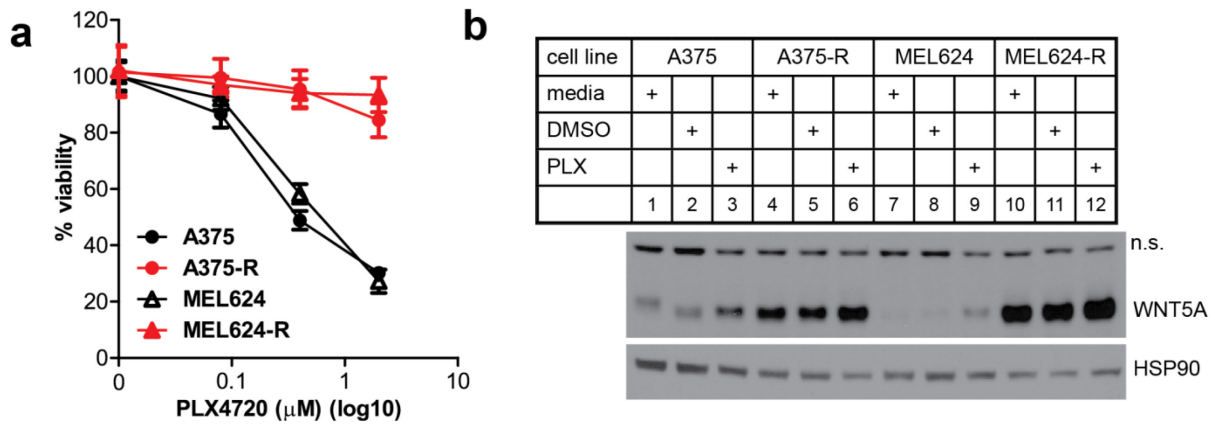 a
120
100
80
60
40
20
0
% viability
A375
A375-R
MEL624
MEL624-R
0 0.1 1 10
PLX4720 (μM) (log10)
b
cell line A375 A375-R MEL624 MEL624-R
media + + + +
DMSO + + + +
PLX + + + +
1 2 3 4 5 6 7 8 9 10 11 12
n.s.
WNT5A
HSP90